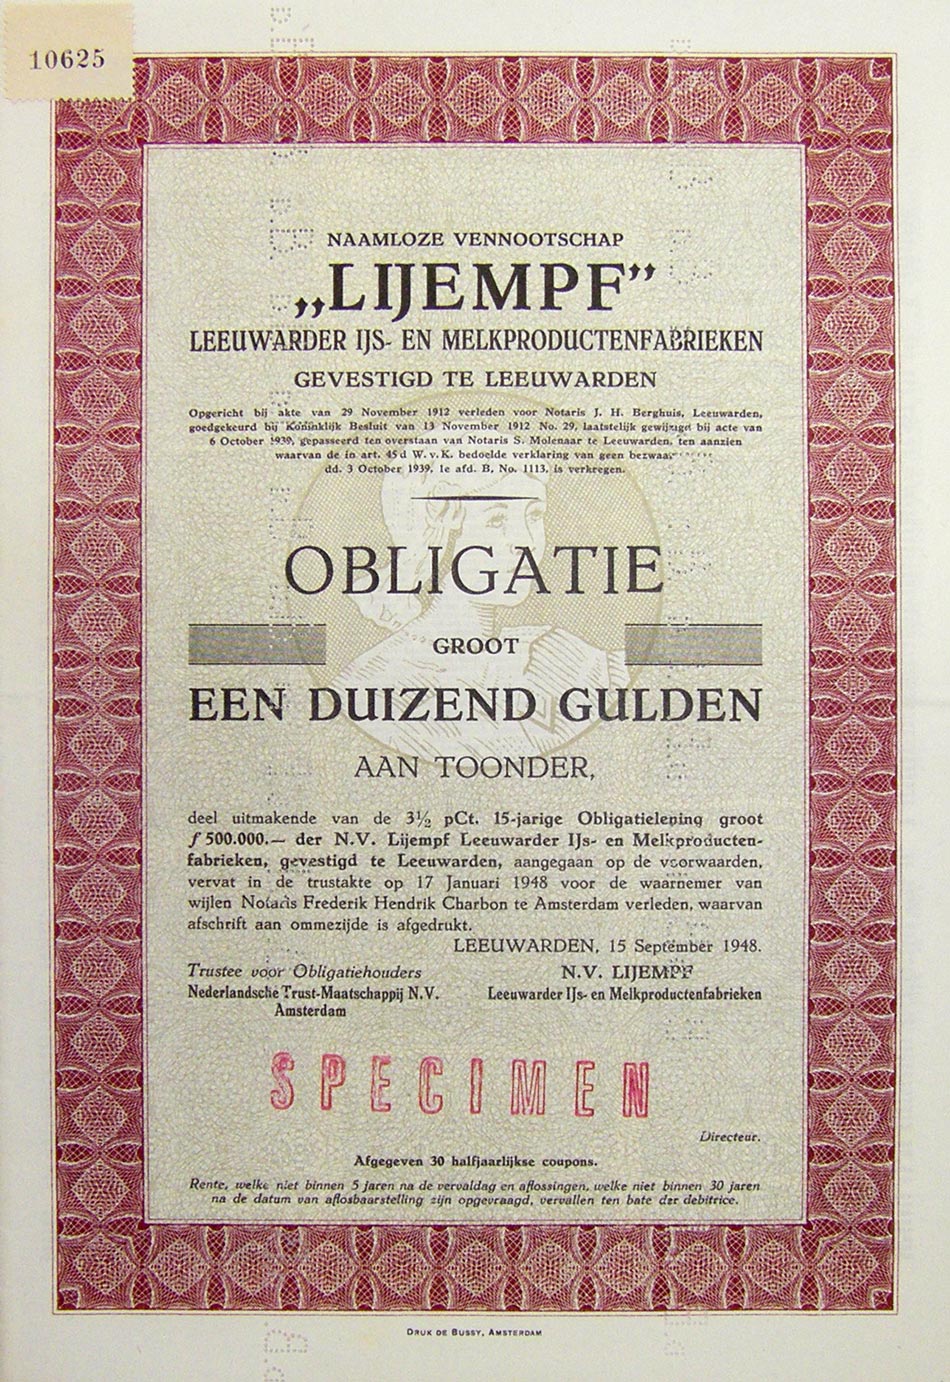 10625
NAAMLOZE VENNOOTSCHAP
„LIJEMPF”
LEEUWARDER IJS- EN MELKPRODUCTENFABRIEKEN
GEVESTIGD TE LEEUWARDEN
Opgericht bij akte van 29 November 1912 verleden voor Notaris J. H. Berghuis, Leeuwarden,
goedgekeurd bij Koninklijk Besluit van 13 November 1912 No. 29, laatstelijk gewijzigd bij acte van
6 October 1939, gepasseerd ten overstaan van Notaris S. Molenaar te Leeuwarden, ten aanzien
waarvan de in art. 45d W. v. K. bedoelde verklaring van geen bezwaar
dd. 3 October 1939, 1e afd. B, No. 1113, is verkregen.
OBLIGATIE
GROOT
EEN DUIZEND GULDEN
AAN TOONDER,
deel uitmakende van de 3½ pCt. 15-jarige Obligatieleening groot
ƒ 500.000.— der N.V. Lijempf Leeuwarder IJs- en Melkproducten-
fabrieken, gevestigd te Leeuwarden, aangegaan op de voorwaarden,
vervat in de trustakte op 17 Januari 1948 voor de waarnemer van
wijlen Notaris Frederik Hendrik Charbon te Amsterdam verleden, waarvan
afschrift aan ommezijde is afgedrukt.
LEEUWARDEN, 15 September 1948.
Trustee voor Obligatiehouders
N.V. LIJEMPF
Nederlandsche Trust-Maatschappij N.V.
Leeuwarder IJs- en Melkproductenfabrieken
Amsterdam
SPECIMEN
Directeur.
Afgegeven 30 halfjaarlijkse coupons.
Rente, welke niet binnen 5 jaren na de vervaldag en aflossingen, welke niet binnen 30 jaren
na de datum van aflosbaarstelling zijn opgevraagd, vervallen ten bate der debitrice.
DRUK DE BUSSY, AMSTERDAM